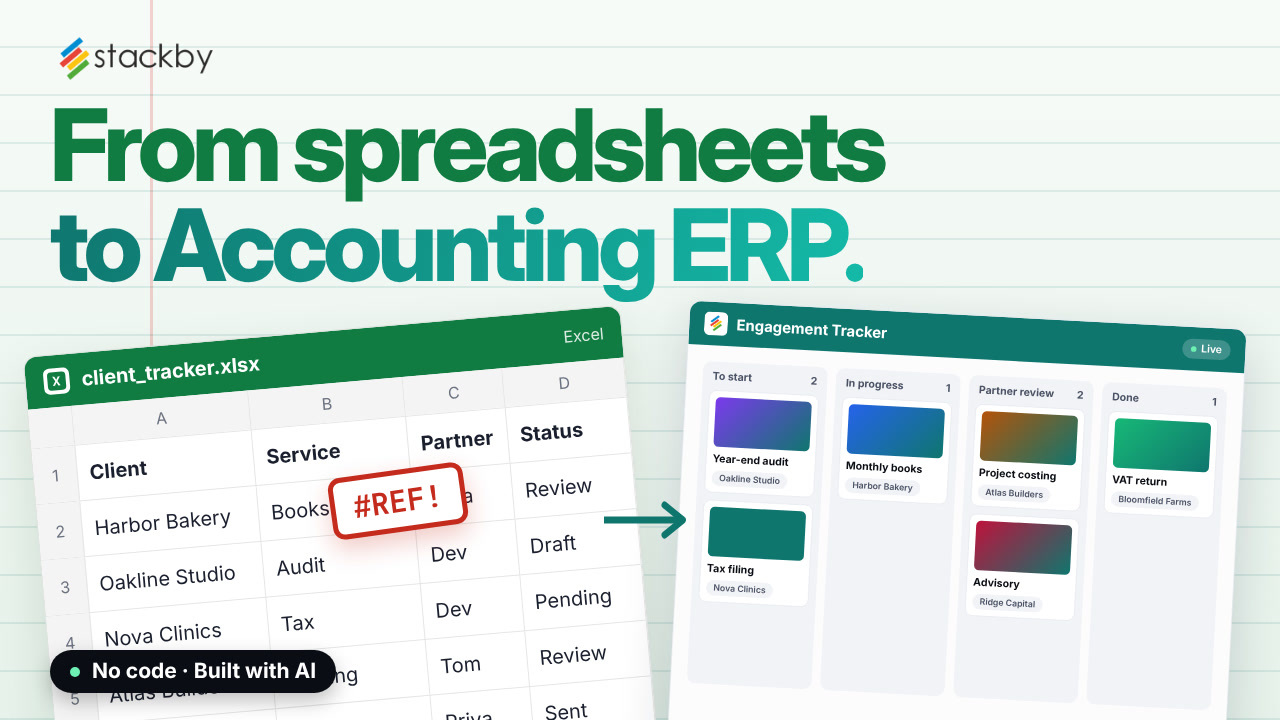 stackby
From spreadsheets
to Accounting ERP.
X client_tracker.xlsx Excel
A B C D
1 Client Service Partner Status
2 Harbor Bakery Books Review
#REF!
3 Oakline Studio Audit Dev Draft
4 Nova Clinics Tax Dev Pending
5 Tom Review
Sent
No code · Built with AI
Engagement Tracker Live
To start 2
Year-end audit
Oakline Studio
Tax filing
Nova Clinics
In progress 1
Monthly books
Harbor Bakery
Partner review 2
Project costing
Atlas Builders
Advisory
Ridge Capital
Done 1
VAT return
Bloomfield Farms